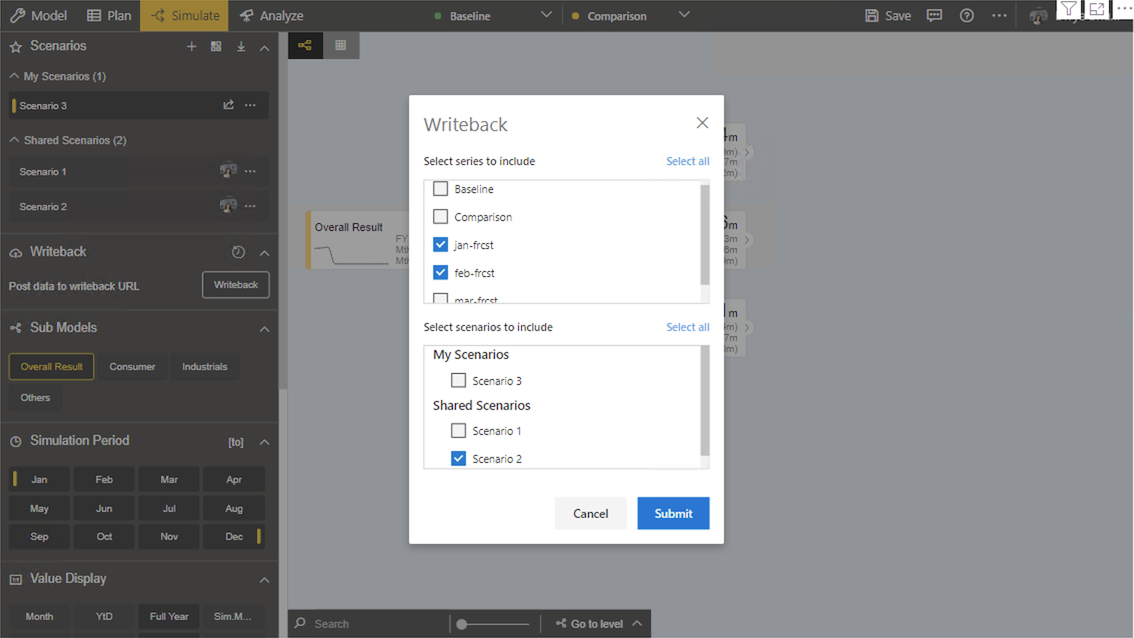 Model Plan Simulate Analyze Baseline Comparison Save
Scenarios
My Scenarios (1)
Scenario 3
Shared Scenarios (2)
Scenario 1
Scenario 2
Writeback
Post data to writeback URL Writeback
Sub Models
Overall Result Consumer Industrials
Others
Simulation Period [to]
Jan Feb Mar Apr
May Jun Jul Aug
Sep Oct Nov Dec
Value Display
Month YtD Full Year Sim.M...
Overall Result
FY
Mth
Writeback
Select series to include Select all
Baseline
Comparison
jan-frcst
feb-frcst
mar-frcst
Select scenarios to include Select all
My Scenarios
Scenario 3
Shared Scenarios
Scenario 1
Scenario 2
Cancel Submit
Search Go to level